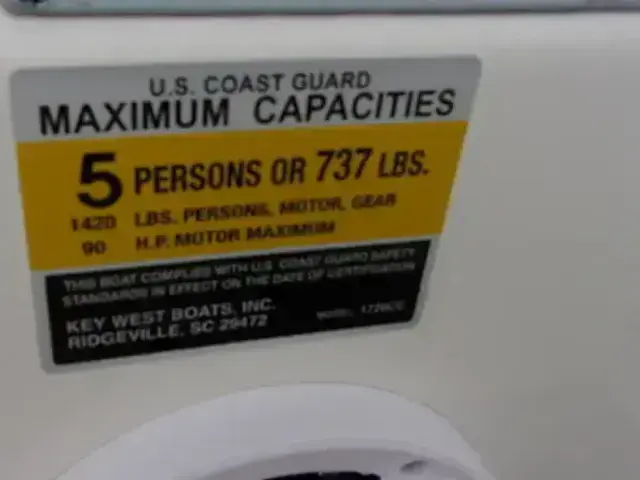 U.S. COAST GUARD
MAXIMUM CAPACITIES
5 PERSONS OR 737 LBS.
1420 LBS. PERSONS, MOTOR, GEAR
90 H.P. MOTOR MAXIMUM
THIS BOAT COMPLIES WITH U.S. COAST GUARD SAFETY
STANDARDS IN EFFECT ON THE DATE OF CERTIFICATION
KEY WEST BOATS, INC.
RIDGEVILLE, SC 29472
MODEL